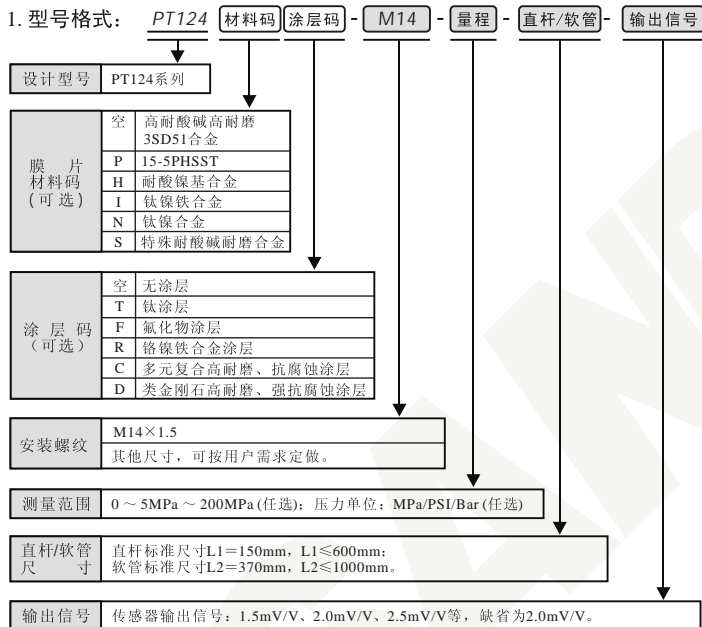 1. 型号格式： PT124 材料码 涂层码 - M14 - 量程 - 直杆/软管 - 输出信号
设计型号 PT124系列
膜 片
材料码
(可选)
空 高耐酸碱高耐磨
3SD51合金
P 15-5PHSST
H 耐酸镍基合金
I 钛镍铁合金
N 钛镍合金
S 特殊耐酸碱耐磨合金
涂 层 码
（可选）
空 无涂层
T 钛涂层
F 氟化物涂层
R 铬镍铁合金涂层
C 多元复合高耐磨、抗腐蚀涂层
D 类金刚石高耐磨、强抗腐蚀涂层
安装螺纹
M14×1.5
其他尺寸，可按用户需求定做。
测量范围 0～5MPa～200MPa(任选)；压力单位：MPa/PSI/Bar(任选)
直杆/软管
尺 寸
直杆标准尺寸L1＝150mm，L1≤600mm；
软管标准尺寸L2＝370mm，L2≤1000mm。
输出信号 传感器输出信号：1.5mV/V、2.0mV/V、2.5mV/V等，缺省为2.0mV/V。